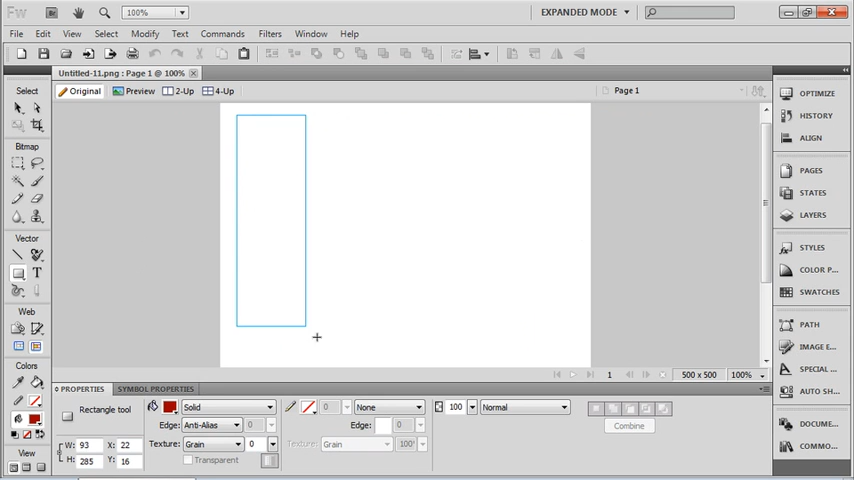 Fw 100% EXPANDED MODE
File Edit View Select Modify Text Commands Filters Window Help
Untitled-11.png : Page 1 @ 100%
Original Preview 2-Up 4-Up Page 1
Select
Bitmap
Vector
T
Web
Colors
View
OPTIMIZE
HISTORY
ALIGN
PAGES
STATES
LAYERS
STYLES
COLOR P...
SWATCHES
PATH
IMAGE E...
SPECIAL ...
AUTO SH...
DOCUME...
COMMO...
1 500 x 500 100%
PROPERTIES SYMBOL PROPERTIES
Rectangle tool
W: 93 X: 22
H: 285 Y: 16
Solid
Edge: Anti-Alias 0
Texture: Grain 0
Transparent
0 None
Edge: 0
Texture: Grain 100°
100 Normal
Combine